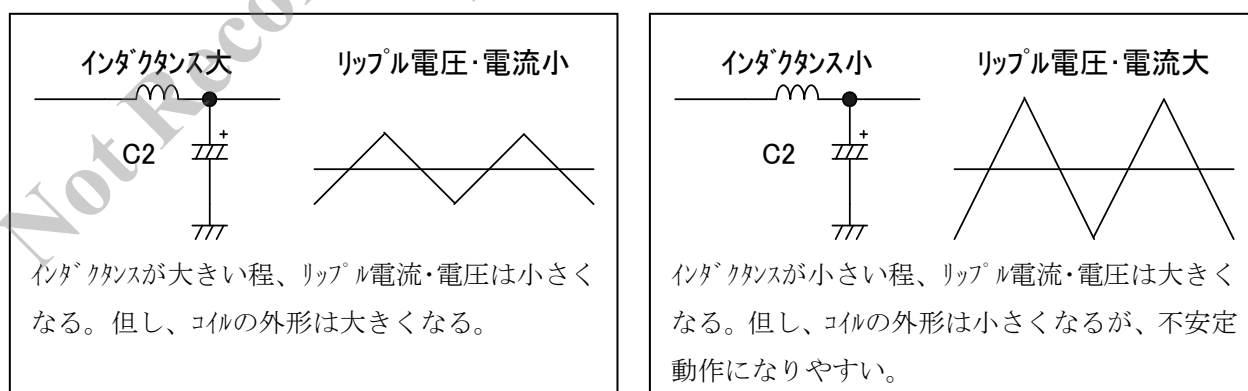 インダクタンス大 リップル電圧・電流小
C2
+
インダクタンスが大きい程、リップル電流・電圧は小さく
なる。但し、コイルの外形は大きくなる。
インダクタンス小 リップル電圧・電流大
C2
+
インダクタンスが小さい程、リップル電流・電圧は大きく
なる。但し、コイルの外形は小さくなるが、不安定
動作になりやすい。
Not Reco